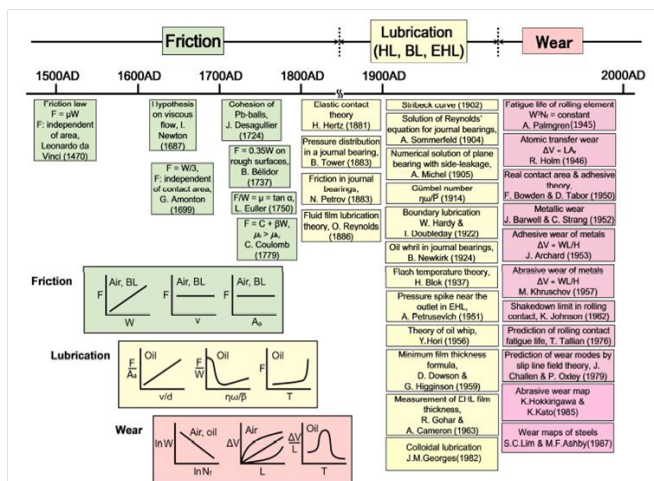 Friction
Lubrication
(HL, BL, EHL)
Wear
1500AD
1600AD
1700AD
1800AD
1900AD
2000AD
Friction law
F = μW
F: independent
of area,
Leonardo da
Vinci (1470)
Hypothesis
on viscous
flow, I.
Newton
(1687)
F = W/3,
F: independent
of contact area,
G. Amonton
(1699)
Cohesion of
Pb-balls,
J. Desagullier
(1724)
F = 0.35W on
rough surfaces,
B. Bélidor
(1737)
F/W = μ = tan α,
L. Euller (1750)
F = C + βW,
μs > μk,
C. Coulomb
(1779)
Elastic contact
theory
H. Hertz (1881)
Pressure distribution
in a journal bearing,
B. Tower (1883)
Friction in journal
bearings,
N. Petrov (1883)
Fluid film lubrication
theory, O. Reynolds
(1886)
Stribeck curve (1902)
Solution of Reynolds'
equation for journal bearings,
A. Sommerfeld (1904)
Numerical solution of plane
bearing with side-leakage,
A. Michel (1905)
Gümbel number
ηω/P̅ (1914)
Boundary lubrication
W. Hardy &
I. Doubleday (1922)
Oil whril in journal bearings,
B. Newkirk (1924)
Flash temperature theory,
H. Blok (1937)
Pressure spike near the
outlet in EHL,
A. Petrusevich (1951)
Theory of oil whip,
Y.Hori (1956)
Minimum film thickness
formula,
D. Dowson &
G. Higginson (1959)
Measurement of EHL film
thickness,
R. Gohar &
A. Cameron (1963)
Colloidal lubrication
J.M.Georges(1982)
Fatigue life of rolling element
W³Nf = constant
A. Palmgren (1945)
Atomic transfer wear
ΔV = LAr
R. Holm (1946)
Real contact area & adhesive
theory,
F. Bowden & D. Tabor (1950)
Metallic wear
J. Barwell & C. Strang (1952)
Adhesive wear of metals
ΔV ∝ WL/H
J. Archard (1953)
Abrasive wear of metals
ΔV ∝ WL/H
M. Khruschov (1957)
Shakedown limit in rolling
contact, K. Johnson (1962)
Prediction of rolling contact
fatigue life, T. Tallian (1976)
Prediction of wear modes by
slip line field theory, J.
Challen & P. Oxley (1979)
Abrasive wear map
K.Hokkirigawa &
K.Kato(1985)
Wear maps of steels
S.C.Lim & M.F.Ashby(1987)
Friction
Air, BL
F
W
Air, BL
F
v
Air, BL
F
Aa
Lubrication
Oil
F/Aa
v/d
Oil
F/W
ηω/p̅
Oil
F
T
Wear
Air, oil
lnW
lnNf
Air
ΔV
L
Oil
ΔV/L
T